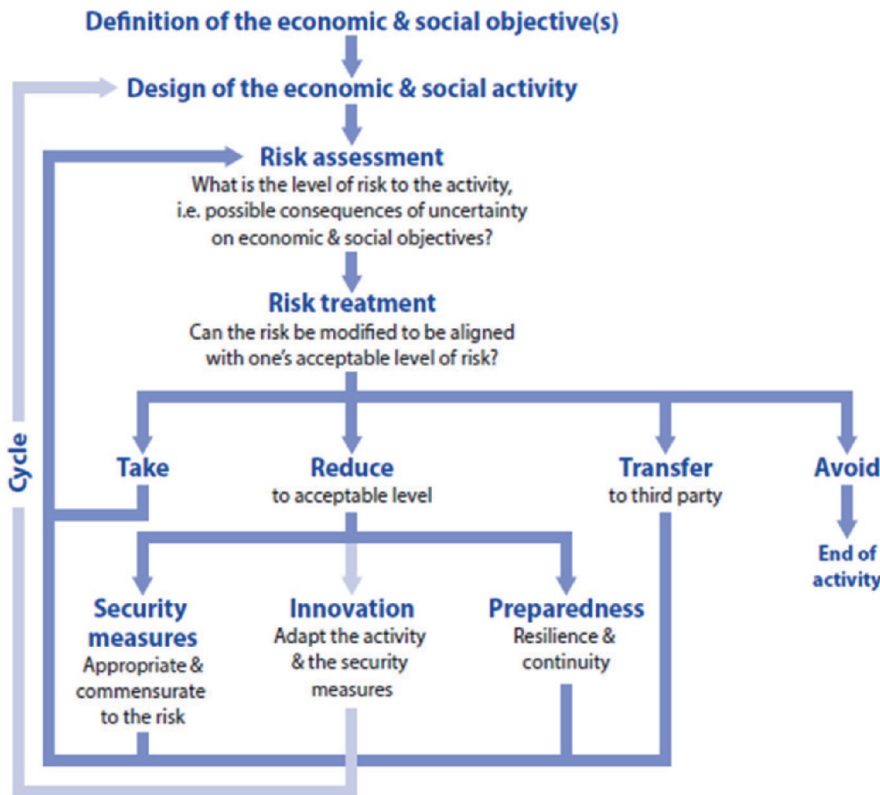 Definition of the economic & social objective(s)
Design of the economic & social activity
Risk assessment
What is the level of risk to the activity,
i.e. possible consequences of uncertainty
on economic & social objectives?
Risk treatment
Can the risk be modified to be aligned
with one's acceptable level of risk?
Cycle
Take
Reduce
to acceptable level
Transfer
to third party
Avoid
End of
activity
Security
measures
Appropriate &
commensurate
to the risk
Innovation
Adapt the activity
& the security
measures
Preparedness
Resilience &
continuity